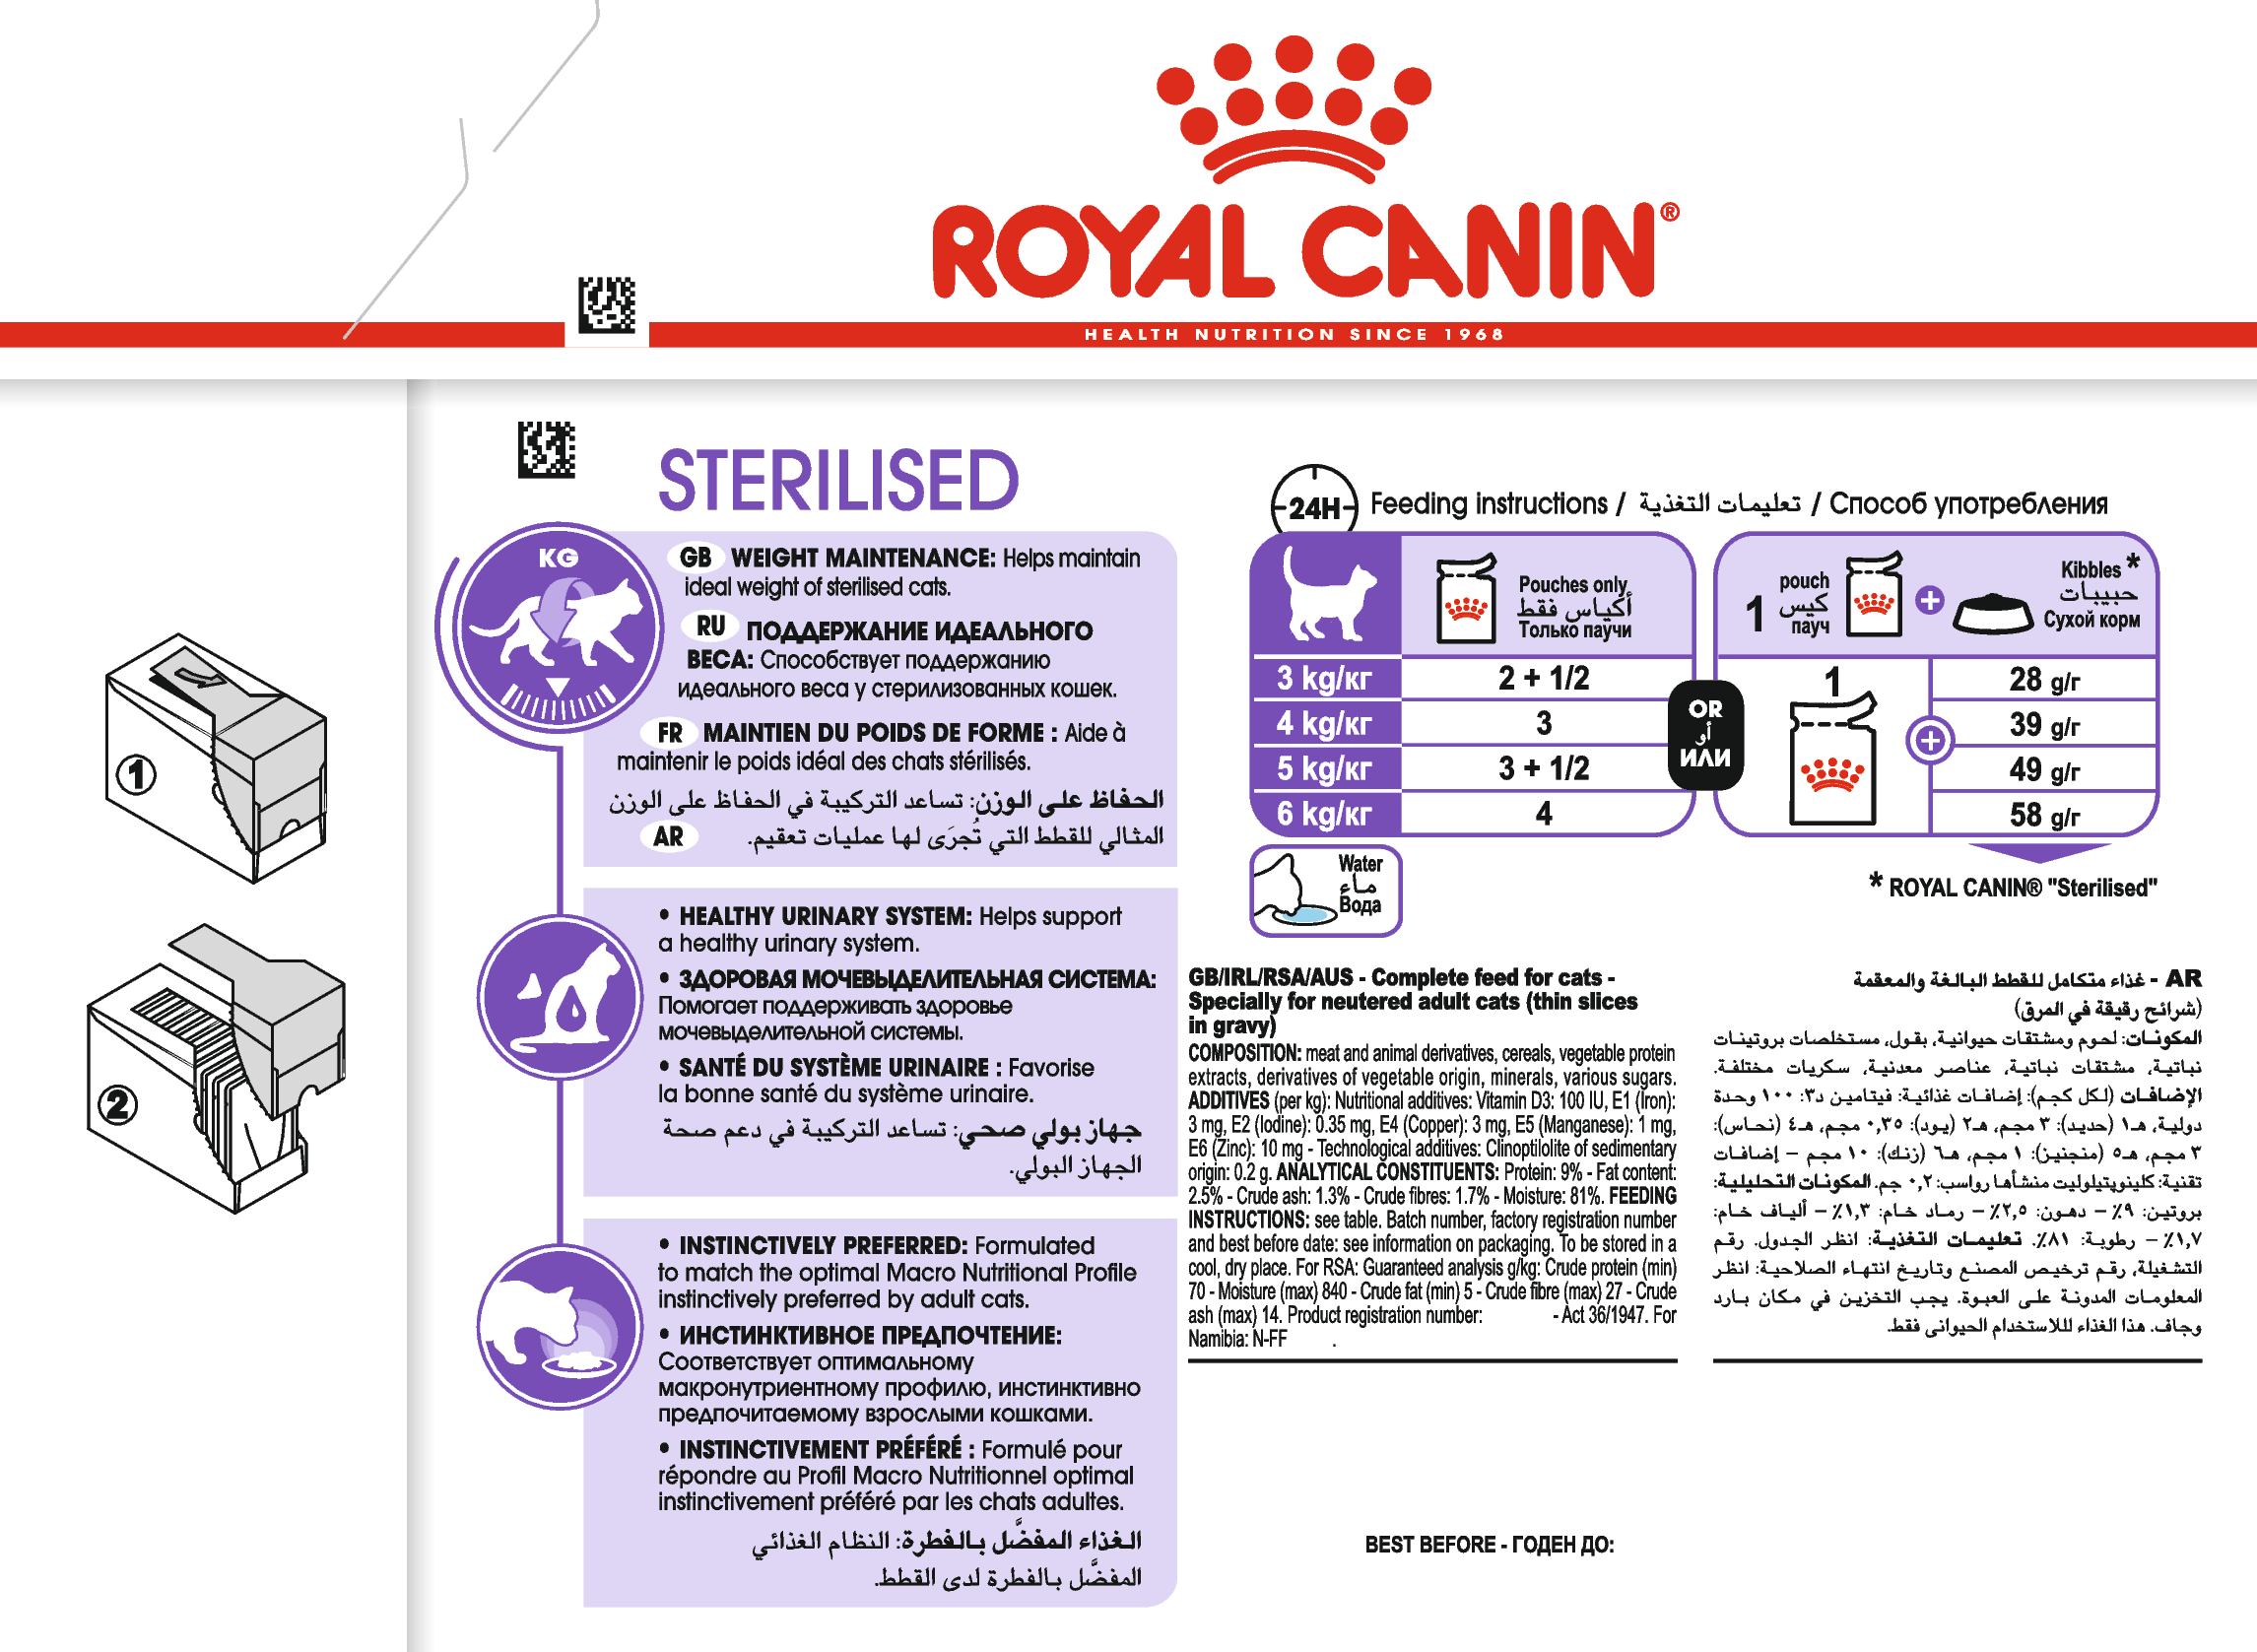 ROYAL CANIN®
HEALTH NUTRITION SINCE 1968
STERILISED
KG
GB WEIGHT MAINTENANCE: Helps maintain
ideal weight of sterilised cats.
RU ПОДДЕРЖАНИЕ ИДЕАЛЬНОГО
ВЕСА: Способствует поддержанию
идеального веса у стерилизованных кошек.
FR MAINTIEN DU POIDS DE FORME : Aide à
maintenir le poids idéal des chats stérilisés.
الحفاظ على الوزن: تساعد التركيبة في الحفاظ على الوزن
المثالي للقطط التي تُجرَى لها عمليات تعقيم. AR
• HEALTHY URINARY SYSTEM: Helps support
a healthy urinary system.
• ЗДОРОВАЯ МОЧЕВЫДЕЛИТЕЛЬНАЯ СИСТЕМА:
Помогает поддерживать здоровье
мочевыделительной системы.
• SANTÉ DU SYSTÈME URINAIRE : Favorise
la bonne santé du système urinaire.
جهاز بولي صحي: تساعد التركيبة في دعم صحة
الجهاز البولي.
• INSTINCTIVELY PREFERRED: Formulated
to match the optimal Macro Nutritional Profile
instinctively preferred by adult cats.
• ИНСТИНКТИВНОЕ ПРЕДПОЧТЕНИЕ:
Соответствует оптимальному
макронутриентному профилю, инстинктивно
предпочитаемому взрослыми кошками.
• INSTINCTIVEMENT PRÉFÉRÉ : Formulé pour
répondre au Profil Macro Nutritionnel optimal
instinctivement préféré par les chats adultes.
الغذاء المفضَّل بالفطرة: النظام الغذائي
المفضَّل بالفطرة لدى القطط.
1
2
24H Feeding instructions / تعليمات التغذية / Способ употребления
Pouches only
أكياس فقط
Только паучи
1 pouch
كيس
пауч
+
Kibbles *
حبيبات
Сухой корм
3 kg/кг 2 + 1/2
4 kg/кг 3
5 kg/кг 3 + 1/2
6 kg/кг 4
OR
أو
ИЛИ
1
+
28 g/г
39 g/г
49 g/г
58 g/г
* ROYAL CANIN® "Sterilised"
Water
ماء
Вода
GB/IRL/RSA/AUS - Complete feed for cats -
Specially for neutered adult cats (thin slices
in gravy)
COMPOSITION: meat and animal derivatives, cereals, vegetable protein
extracts, derivatives of vegetable origin, minerals, various sugars.
ADDITIVES (per kg): Nutritional additives: Vitamin D3: 100 IU, E1 (Iron):
3 mg, E2 (Iodine): 0.35 mg, E4 (Copper): 3 mg, E5 (Manganese): 1 mg,
E6 (Zinc): 10 mg - Technological additives: Clinoptilolite of sedimentary
origin: 0.2 g. ANALYTICAL CONSTITUENTS: Protein: 9% - Fat content:
2.5% - Crude ash: 1.3% - Crude fibres: 1.7% - Moisture: 81%. FEEDING
INSTRUCTIONS: see table. Batch number, factory registration number
and best before date: see information on packaging. To be stored in a
cool, dry place. For RSA: Guaranteed analysis g/kg: Crude protein (min)
70 - Moisture (max) 840 - Crude fat (min) 5 - Crude fibre (max) 27 - Crude
ash (max) 14. Product registration number: - Act 36/1947. For
Namibia: N-FF .
AR - غذاء متكامل للقطط البالغة والمعقمة
(شرائح رقيقة في المرق)
المكونات: لحوم ومشتقات حيوانية، بقول، مستخلصات بروتينات
نباتية، مشتقات نباتية، عناصر معدنية، سكريات مختلفة.
الإضافات (لكل كجم): إضافات غذائية: فيتامين د٣: ١٠٠ وحدة
دولية، هـ١ (حديد): ٣ مجم، هـ٢ (يود): ٠,٣٥ مجم، هـ٤ (نحاس):
٣ مجم، هـ٥ (منجنيز): ١ مجم، هـ٦ (زنك): ١٠ مجم – إضافات
تقنية: كلينوبتيلوليت منشأها رواسب: ٠,٢ جم. المكونات التحليلية:
بروتين: ٩٪ – دهون: ٢,٥٪ – رماد خام: ١,٣٪ – ألياف خام:
١,٧٪ – رطوبة: ٨١٪. تعليمات التغذية: انظر الجدول. رقم
التشغيلة، رقم ترخيص المصنع وتاريخ انتهاء الصلاحية: انظر
المعلومات المدونة على العبوة. يجب التخزين في مكان بارد
وجاف. هذا الغذاء للاستخدام الحيوانى فقط.
BEST BEFORE - ГОДЕН ДО: